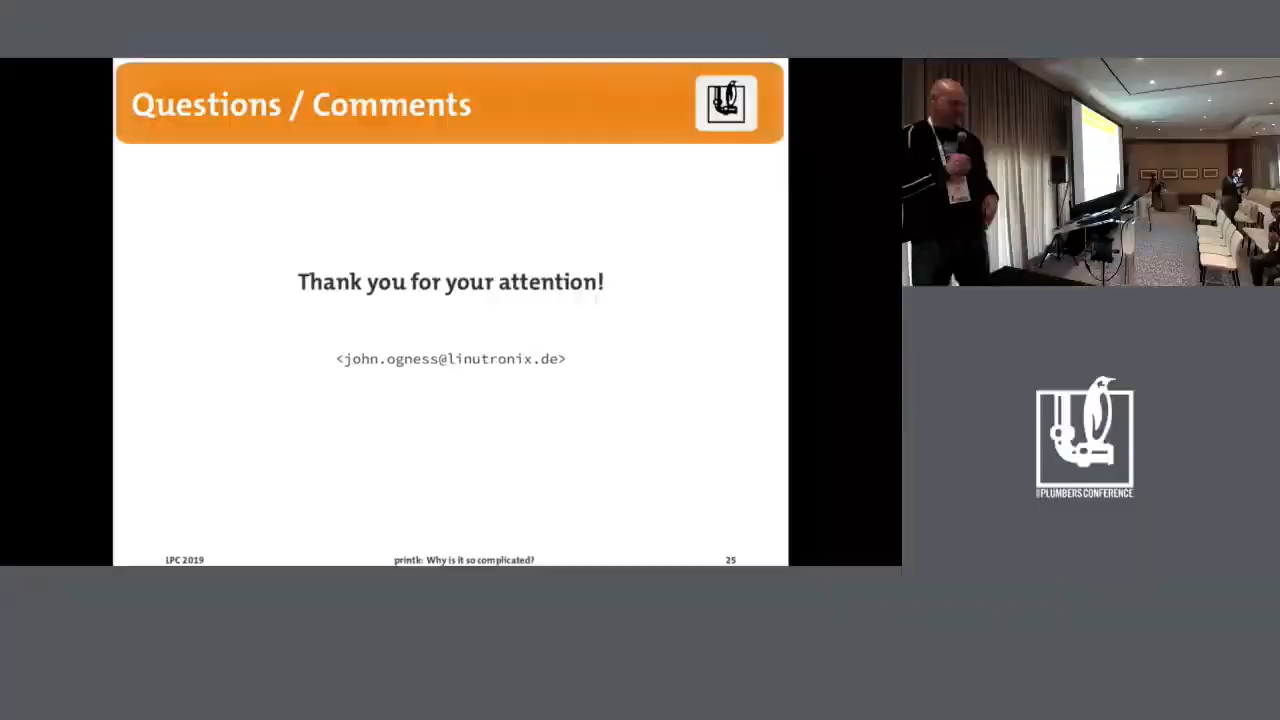 Questions / Comments
Thank you for your attention!
<john.ogness@linutronix.de>
LPC 2019
printk: Why is it so complicated?
25
PLUMBERS CONFERENCE